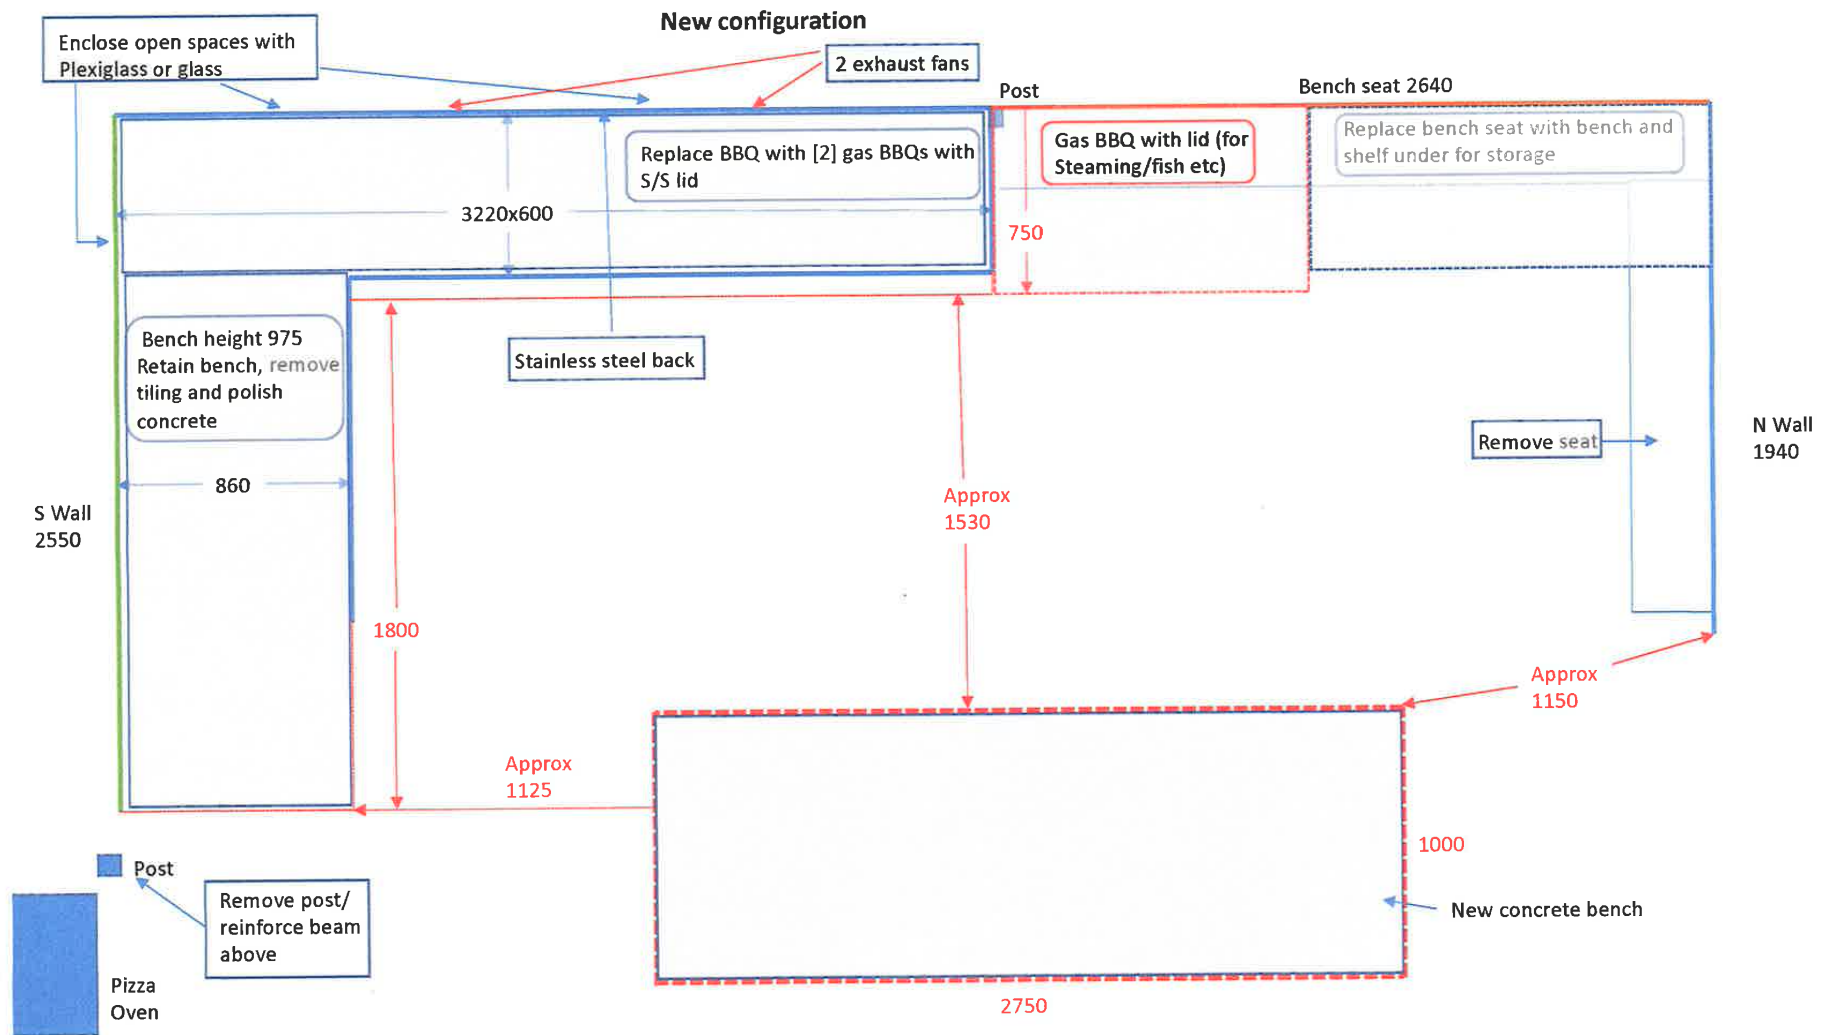 New configuration
Enclose open spaces with
Plexiglass or glass
2 exhaust fans
Post
Bench seat 2640
Replace BBQ with [2] gas BBQs with
S/S lid
Gas BBQ with lid (for
Steaming/fish etc)
Replace bench seat with bench and
shelf under for storage
3220x600
750
Bench height 975
Retain bench, remove
tiling and polish
concrete
Stainless steel back
Remove seat
N Wall
1940
860
S Wall
2550
Approx
1530
1800
Approx
1150
Approx
1125
1000
Post
Remove post/
reinforce beam
above
New concrete bench
Pizza
Oven
2750